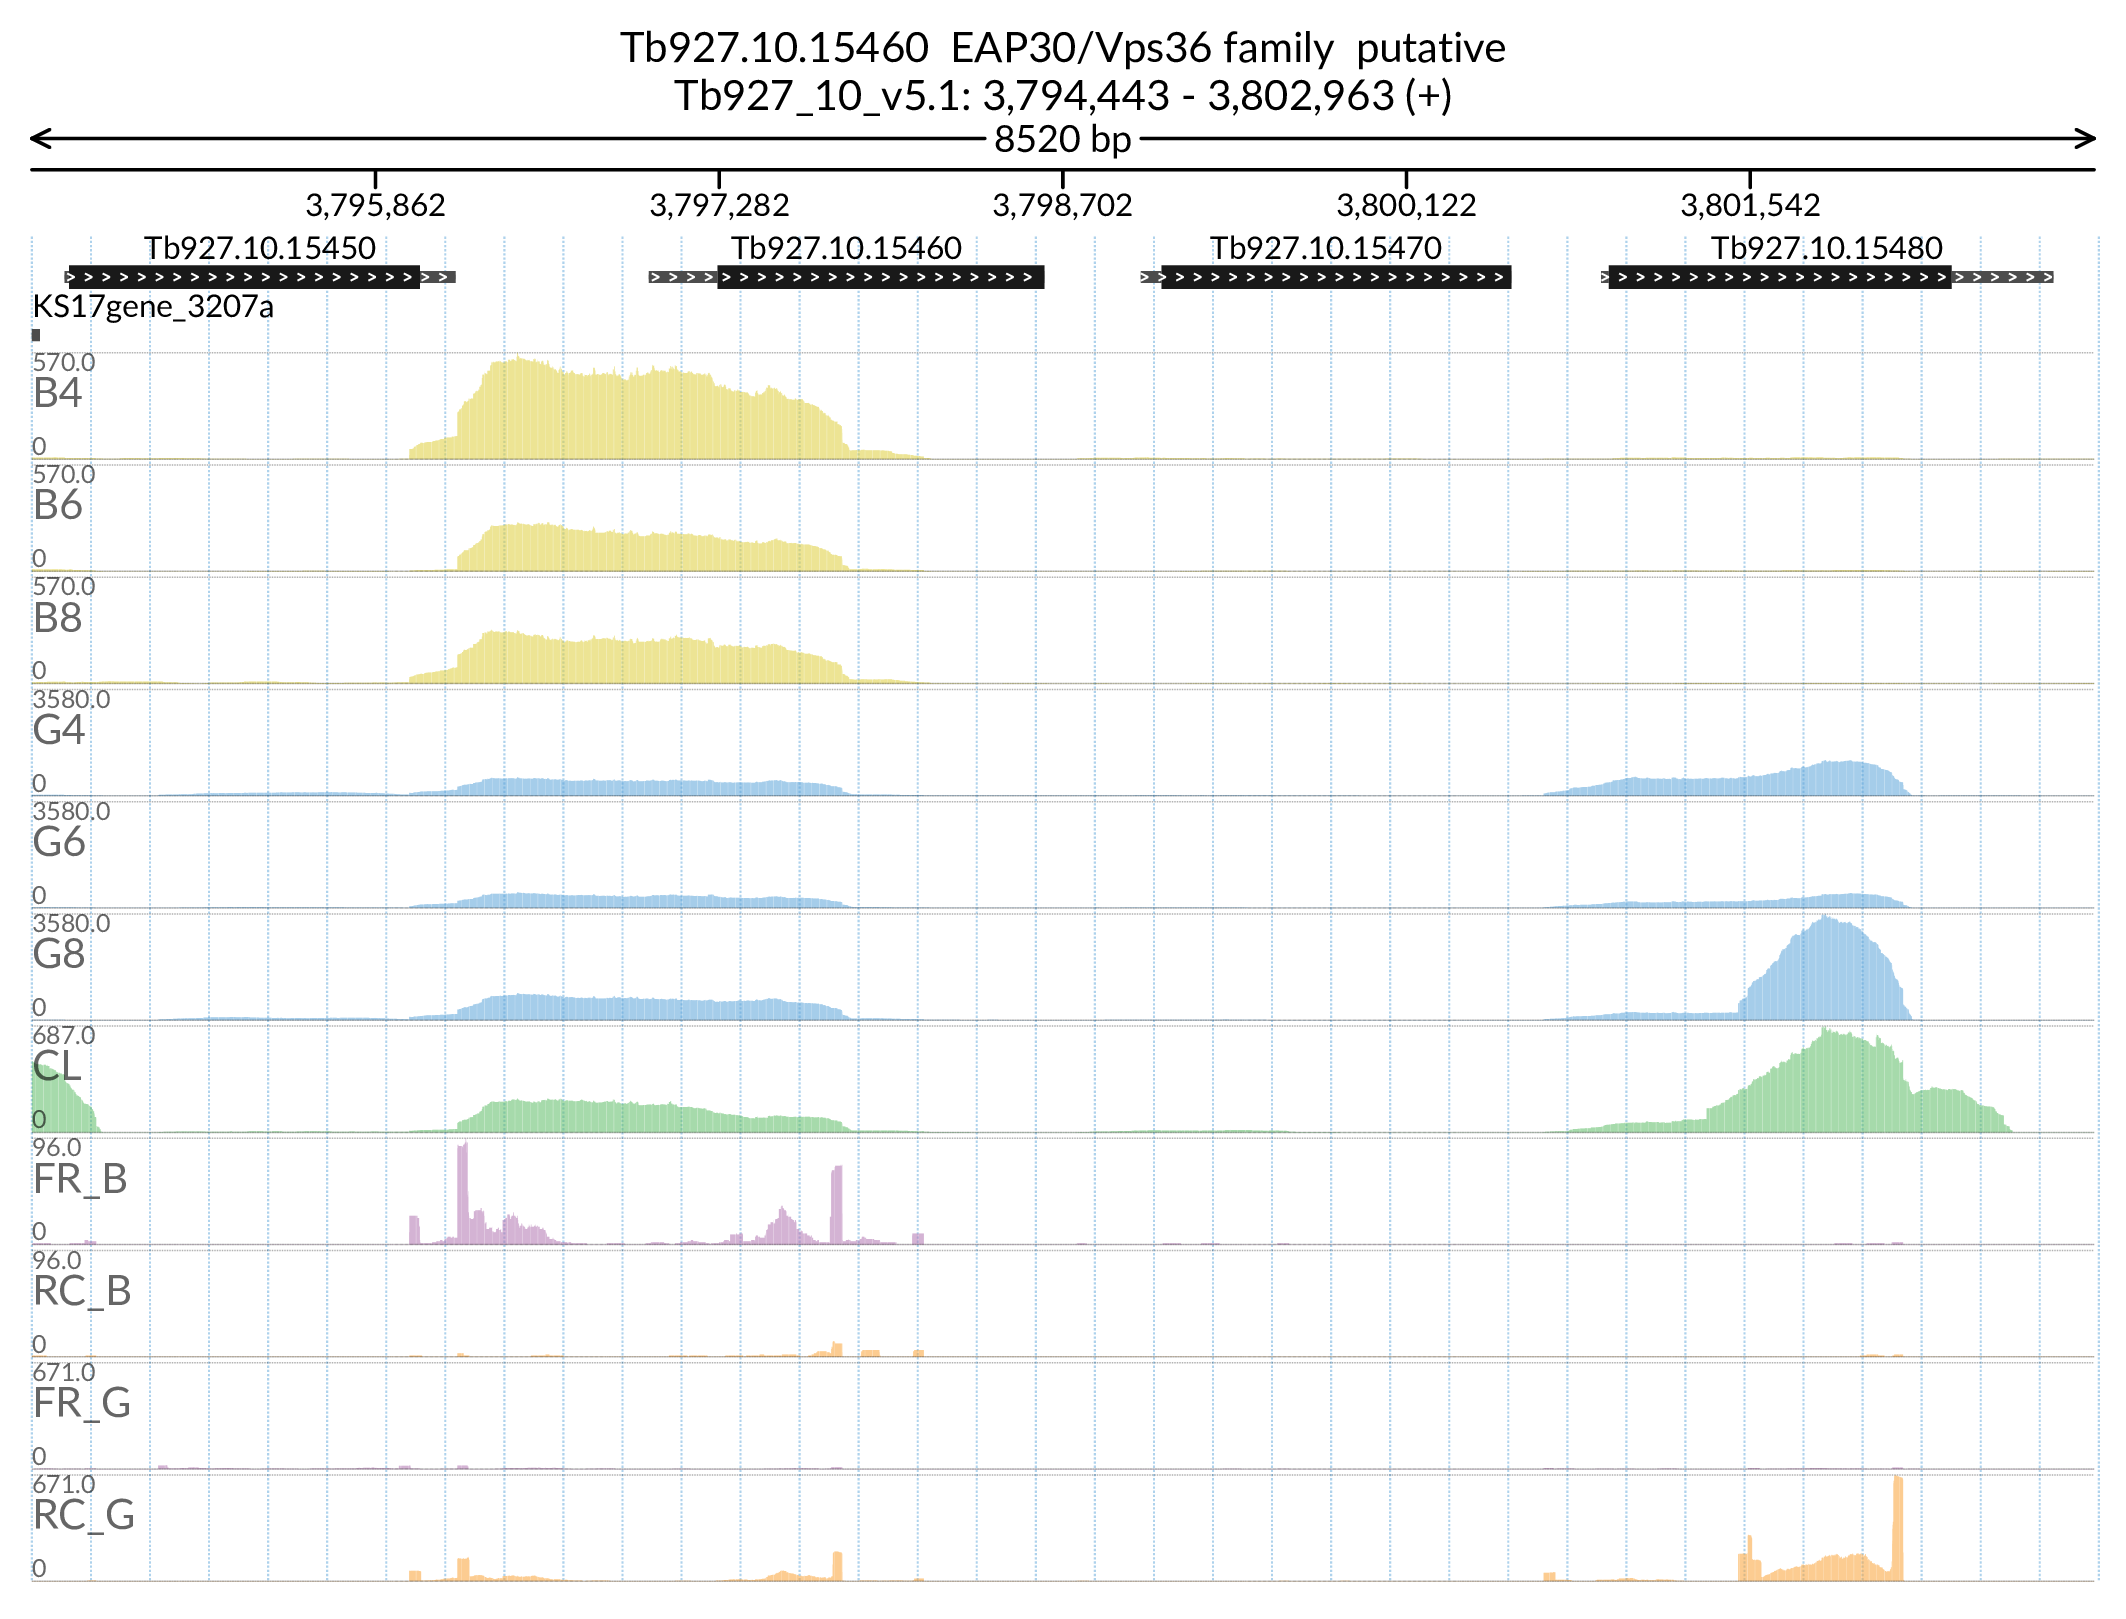 Tb927.10.15460 EAP30/Vps36 family putative
Tb927_10_v5.1: 3,794,443 - 3,802,963 (+)
8520 bp
3,795,862 3,797,282 3,798,702 3,800,122 3,801,542
Tb927.10.15450 Tb927.10.15460 Tb927.10.15470 Tb927.10.15480
KS17gene_3207a
570.0
B4
0
570.0
B6
0
570.0
B8
0
3580.0
G4
0
3580.0
G6
0
3580.0
G8
0
687.0
CL
0
96.0
FR_B
0
96.0
RC_B
0
671.0
FR_G
0
671.0
RC_G
0